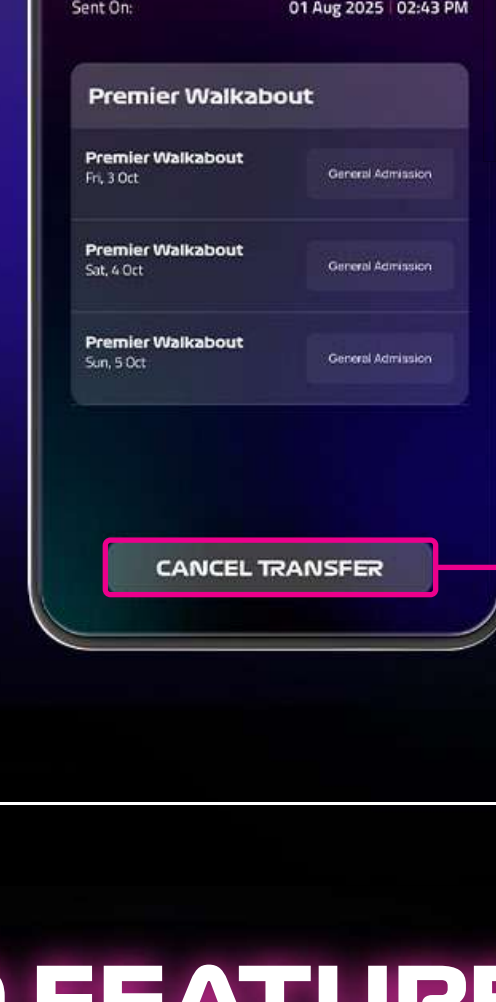 Sent On: 01 Aug 2025 | 02:43 PM
Premier Walkabout
Premier Walkabout
Fri, 3 Oct
General Admission
Premier Walkabout
Sat, 4 Oct
General Admission
Premier Walkabout
Sun, 5 Oct
General Admission
CANCEL TRANSFER